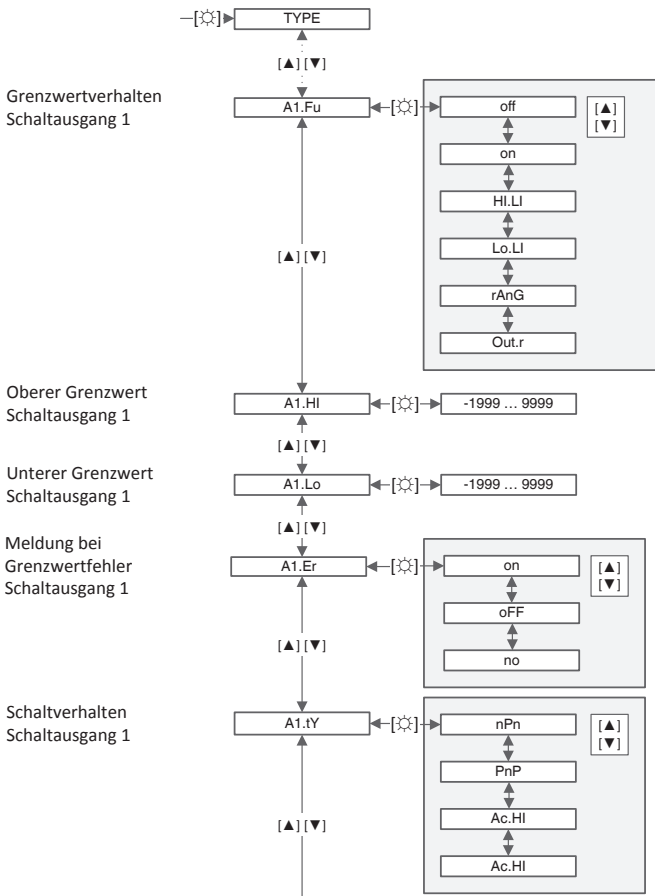 [☼] TYPE
[▲] [▼]
Grenzwertverhalten
Schaltausgang 1
A1.Fu [☼] off
[▲]
[▼]
on
HI.LI
Lo.LI
rAnG
Out.r
[▲] [▼]
Oberer Grenzwert
Schaltausgang 1
A1.HI [☼] -1999 ... 9999
[▲] [▼]
Unterer Grenzwert
Schaltausgang 1
A1.Lo [☼] -1999 ... 9999
[▲] [▼]
Meldung bei
Grenzwertfehler
Schaltausgang 1
A1.Er [☼] on
[▲]
[▼]
oFF
no
[▲] [▼]
Schaltverhalten
Schaltausgang 1
A1.tY [☼] nPn
[▲]
[▼]
PnP
Ac.HI
Ac.HI
[▲] [▼]